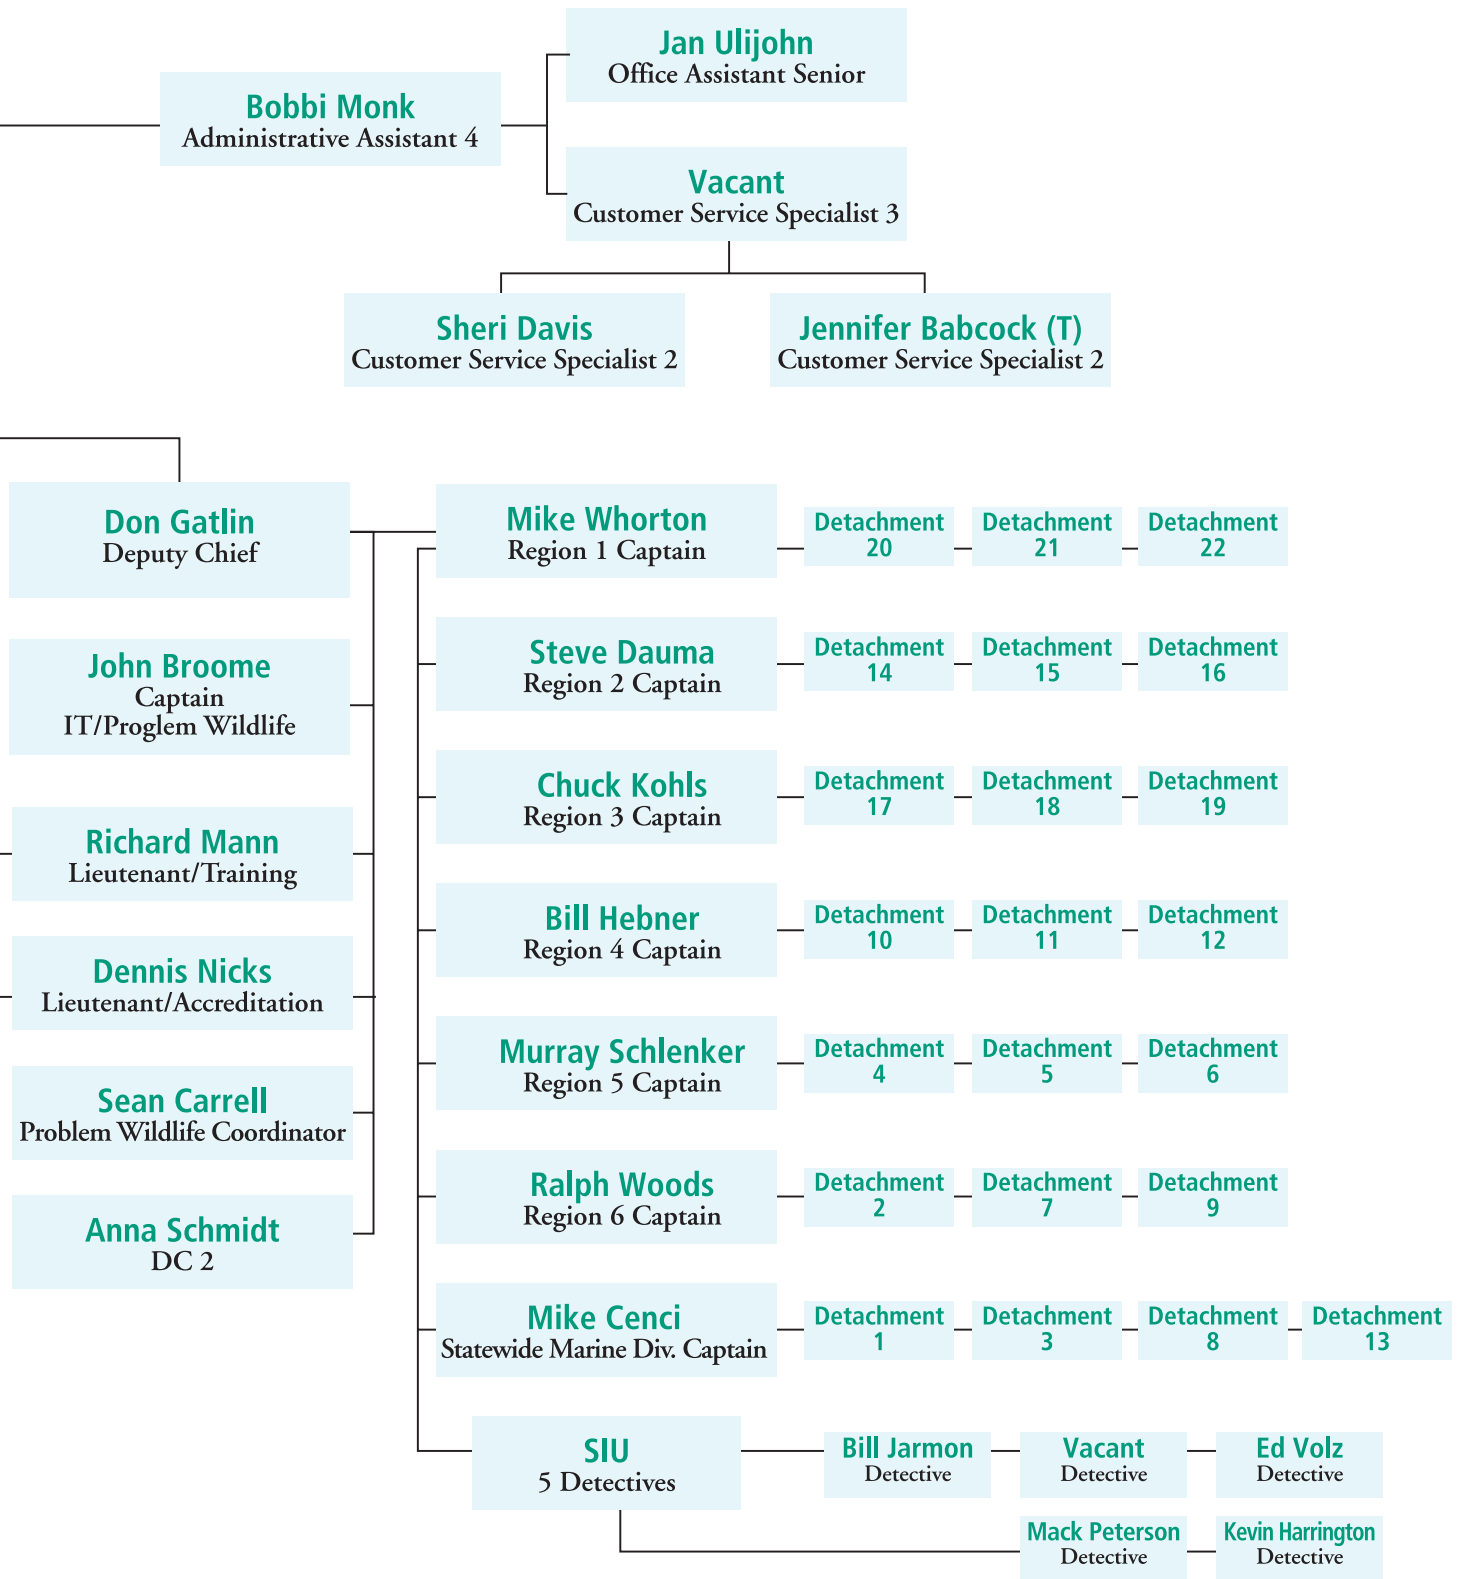 Jan Ulijohn
Office Assistant Senior
Bobbi Monk
Administrative Assistant 4
Vacant
Customer Service Specialist 3
Sheri Davis
Customer Service Specialist 2
Jennifer Babcock (T)
Customer Service Specialist 2
Don Gatlin
Deputy Chief
John Broome
Captain
IT/Proglem Wildlife
Richard Mann
Lieutenant/Training
Dennis Nicks
Lieutenant/Accreditation
Sean Carrell
Problem Wildlife Coordinator
Anna Schmidt
DC 2
Mike Whorton
Region 1 Captain
Detachment
20
Detachment
21
Detachment
22
Steve Dauma
Region 2 Captain
Detachment
14
Detachment
15
Detachment
16
Chuck Kohls
Region 3 Captain
Detachment
17
Detachment
18
Detachment
19
Bill Hebner
Region 4 Captain
Detachment
10
Detachment
11
Detachment
12
Murray Schlenker
Region 5 Captain
Detachment
4
Detachment
5
Detachment
6
Ralph Woods
Region 6 Captain
Detachment
2
Detachment
7
Detachment
9
Mike Cenci
Statewide Marine Div. Captain
Detachment
1
Detachment
3
Detachment
8
Detachment
13
SIU
5 Detectives
Bill Jarmon
Detective
Vacant
Detective
Ed Volz
Detective
Mack Peterson
Detective
Kevin Harrington
Detective